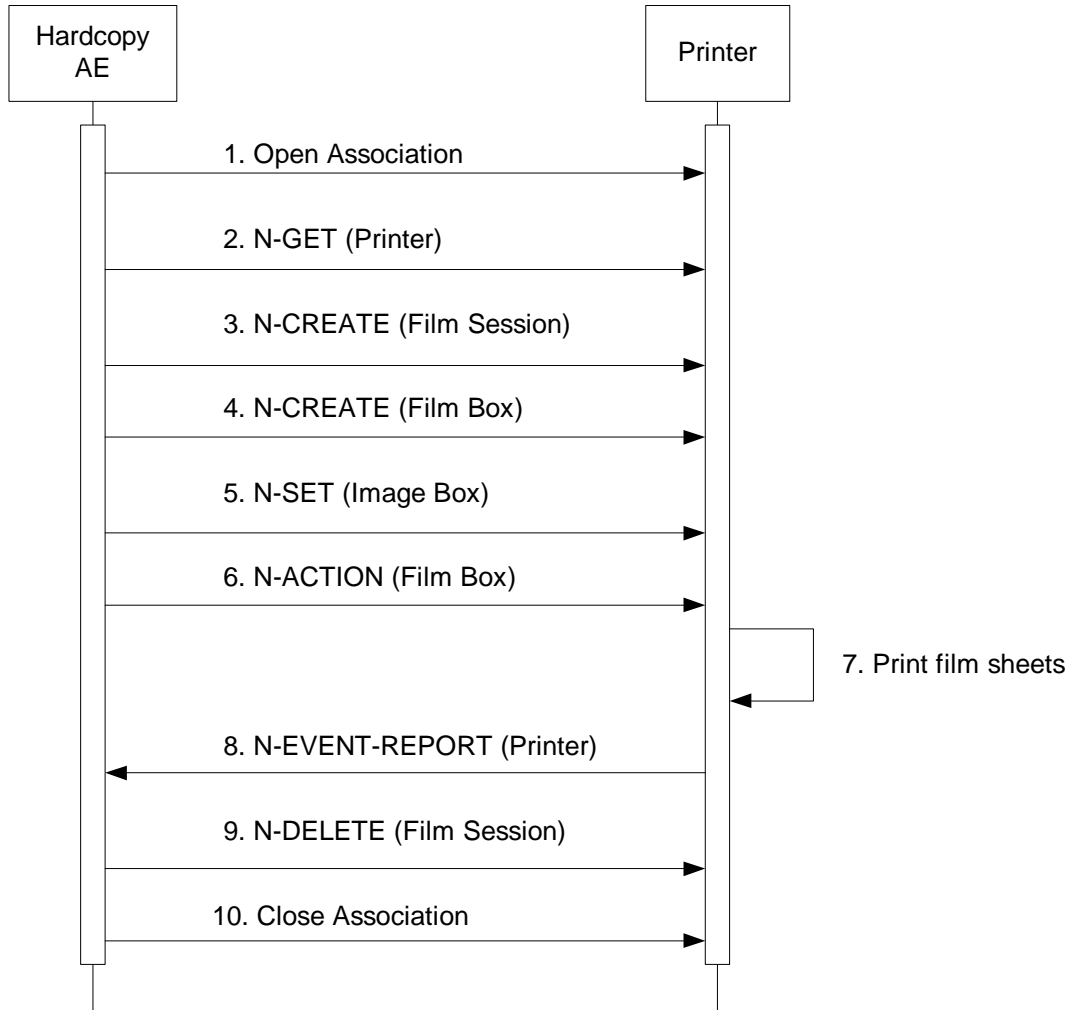 Hardcopy
AE
Printer
1. Open Association
2. N-GET (Printer)
3. N-CREATE (Film Session)
4. N-CREATE (Film Box)
5. N-SET (Image Box)
6. N-ACTION (Film Box)
7. Print film sheets
8. N-EVENT-REPORT (Printer)
9. N-DELETE (Film Session)
10. Close Association